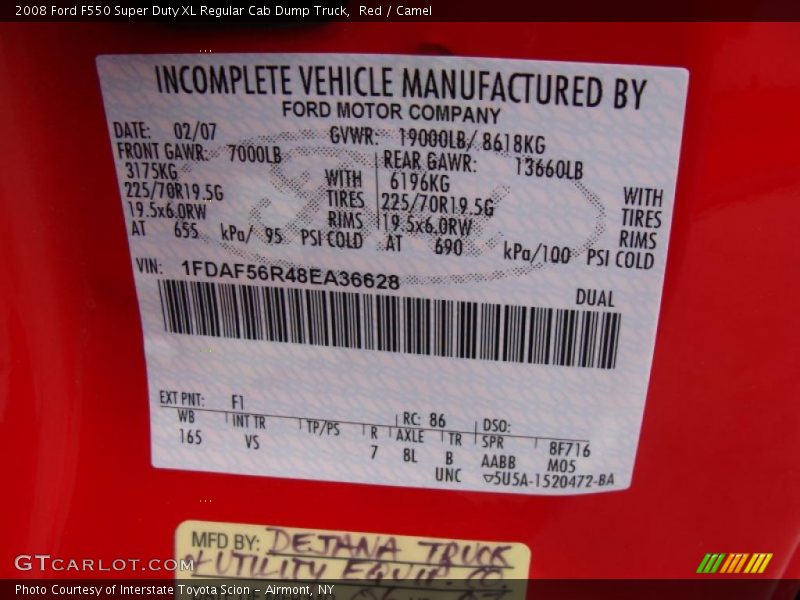 2008 Ford F550 Super Duty XL Regular Cab Dump Truck,  Red / Camel
INCOMPLETE VEHICLE MANUFACTURED BY
FORD MOTOR COMPANY
DATE: 02/07 GVWR: 19000LB/ 8618KG
FRONT GAWR: 7000LB REAR GAWR: 13660LB
3175KG WITH 6196KG WITH
225/70R19.5G TIRES 225/70R19.5G TIRES
19.5x6.0RW RIMS 19.5x6.0RW RIMS
AT 655 kPa/ 95 PSI COLD AT 690 kPa/100 PSI COLD
VIN: 1FDAF56R48EA36628
DUAL
EXT PNT: F1 RC: 86 DSO:
WB INT TR TP/PS R AXLE TR SPR 8F716
165 VS 7 8L B AABB M05
UNC ▽5U5A-1520472-BA
MFD BY: DEJANA TRUCK
& UTILITY EQUIP CO
GTCARLOT.COM
Photo Courtesy of Interstate Toyota Scion – Airmont, NY